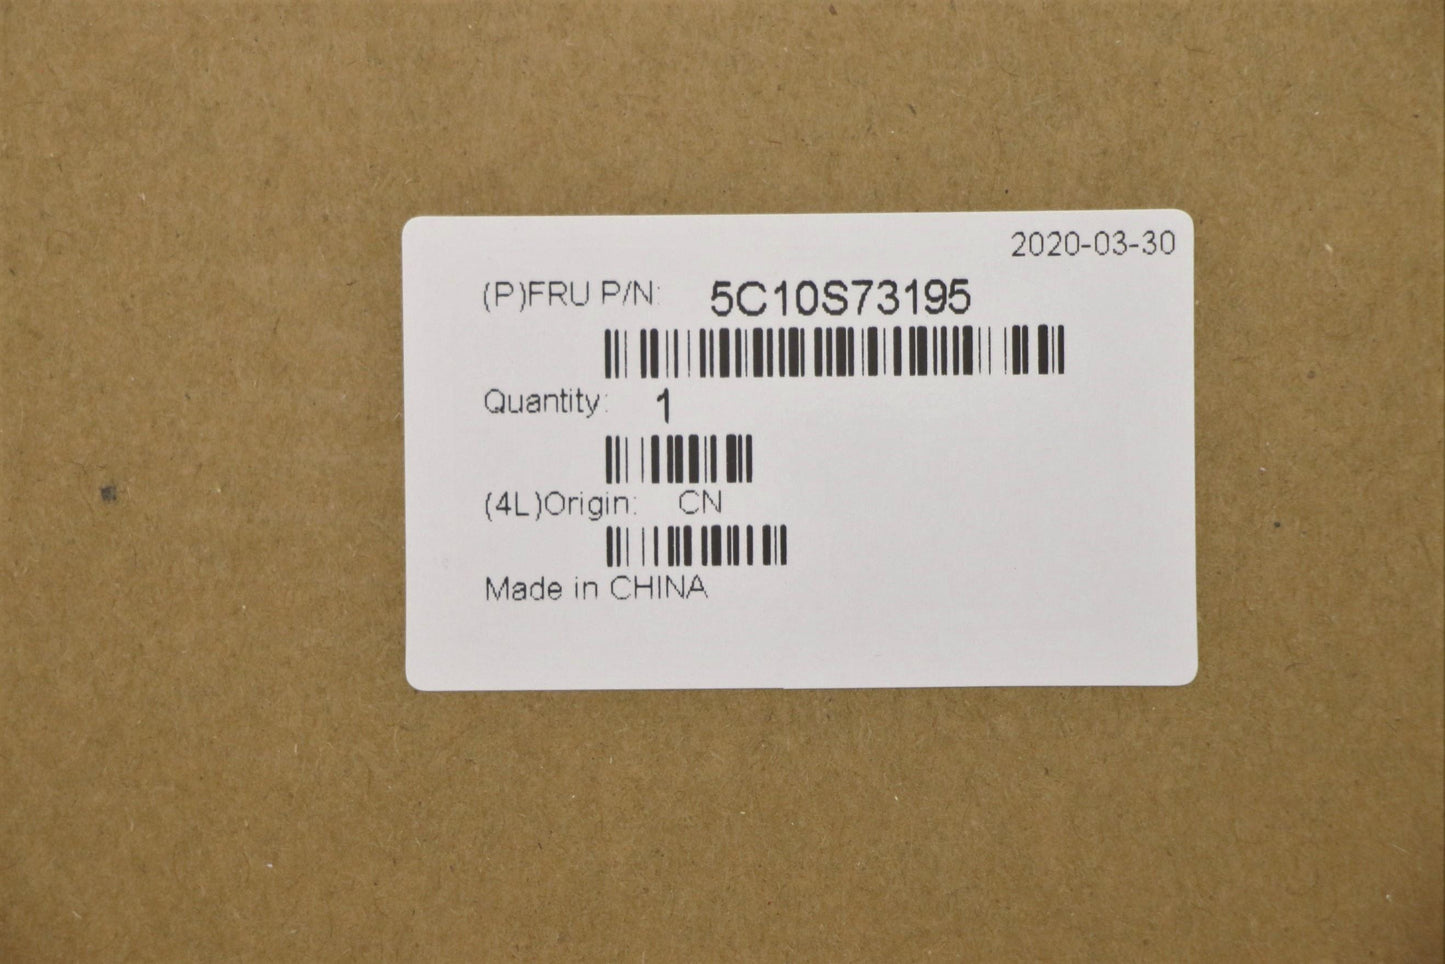 2020-03-30
(P)FRU P/N: 5C10S73195
Quantity: 1
(4L)Origin: CN
Made in CHINA